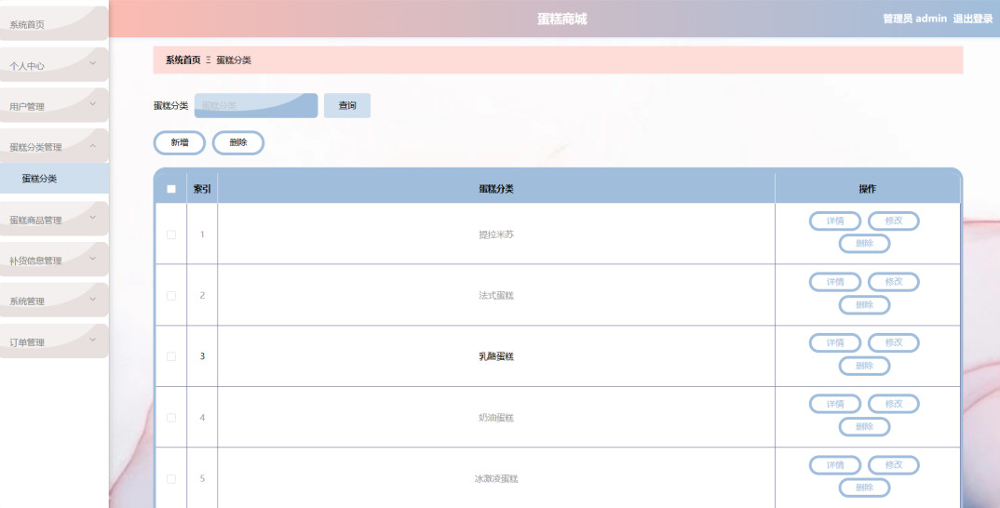 蛋糕商城
管理员 admin 退出登录
系统首页
个人中心
用户管理
蛋糕分类管理
蛋糕分类
蛋糕商品管理
补货信息管理
系统管理
订单管理
系统首页 Ξ 蛋糕分类
蛋糕分类 蛋糕分类 查询
新增 删除
索引 蛋糕分类 操作
1 提拉米苏 详情 修改
删除
2 法式蛋糕 详情 修改
删除
3 乳酪蛋糕 详情 修改
删除
4 奶油蛋糕 详情 修改
删除
5 冰激凌蛋糕 详情 修改
删除